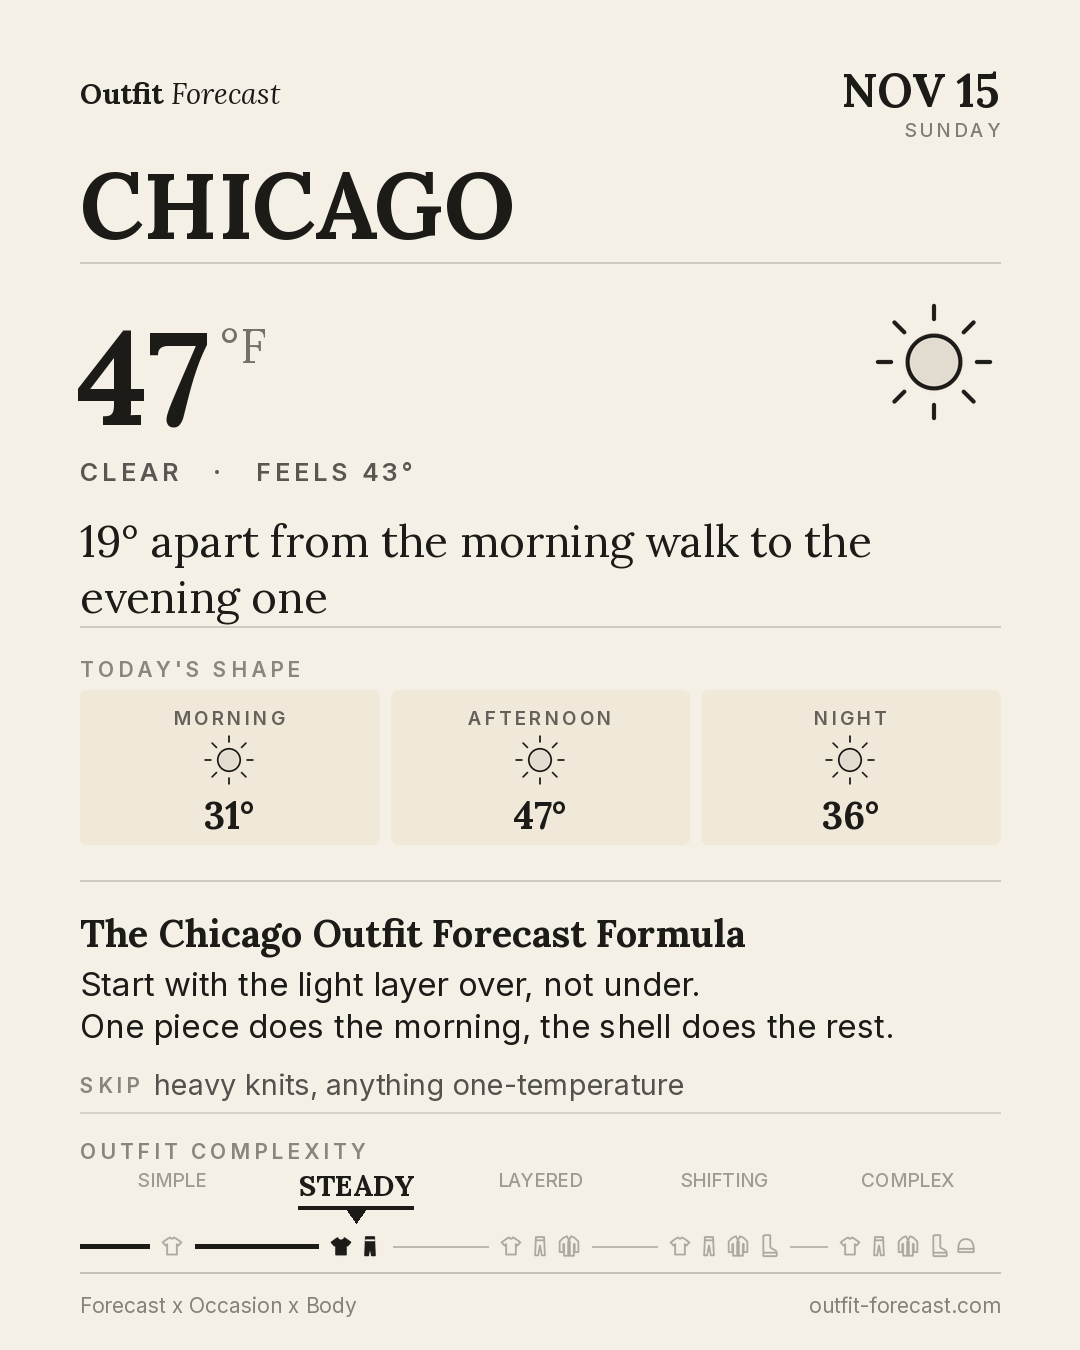 Outfit Forecast
NOV 15
SUNDAY
CHICAGO
47 °F
CLEAR · FEELS 43°
19° apart from the morning walk to the
evening one
TODAY'S SHAPE
MORNING
31°
AFTERNOON
47°
NIGHT
36°
The Chicago Outfit Forecast Formula
Start with the light layer over, not under.
One piece does the morning, the shell does the rest.
SKIP heavy knits, anything one-temperature
OUTFIT COMPLEXITY
SIMPLE STEADY LAYERED SHIFTING COMPLEX
Forecast x Occasion x Body
outfit-forecast.com